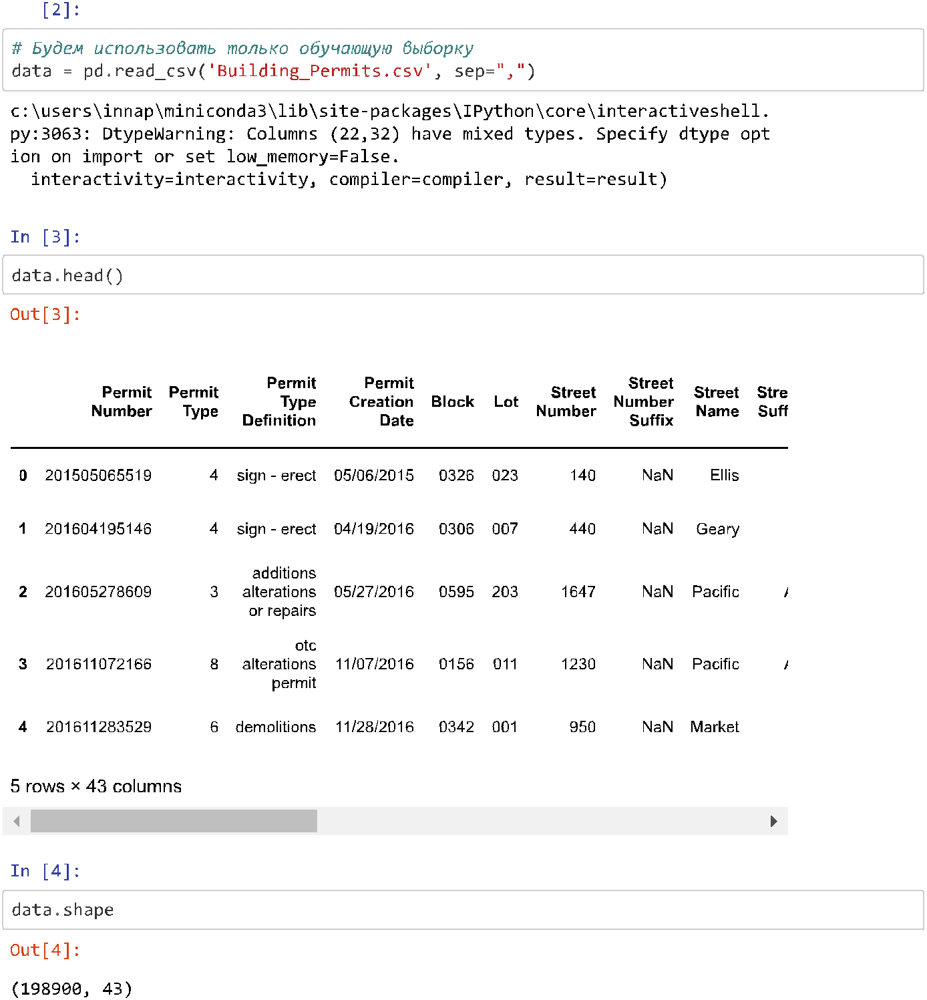 [2]:
# Будем использовать только обучающую выборку
data = pd.read_csv('Building_Permits.csv', sep=",")
c:\users\innap\miniconda3\lib\site-packages\IPython\core\interactiveshell.
py:3063: DtypeWarning: Columns (22,32) have mixed types. Specify dtype opt
ion on import or set low_memory=False.
  interactivity=interactivity, compiler=compiler, result=result)
In [3]:
data.head()
Out[3]:
Permit Number Permit Type Permit Type Definition Permit Creation Date Block Lot Street Number Street Number Suffix Street Name Stre Suff
0 201505065519 4 sign - erect 05/06/2015 0326 023 140 NaN Ellis
1 201604195146 4 sign - erect 04/19/2016 0306 007 440 NaN Geary
2 201605278609 3 additions alterations or repairs 05/27/2016 0595 203 1647 NaN Pacific
3 201611072166 8 otc alterations permit 11/07/2016 0156 011 1230 NaN Pacific
4 201611283529 6 demolitions 11/28/2016 0342 001 950 NaN Market
5 rows × 43 columns
In [4]:
data.shape
Out[4]:
(198900, 43)